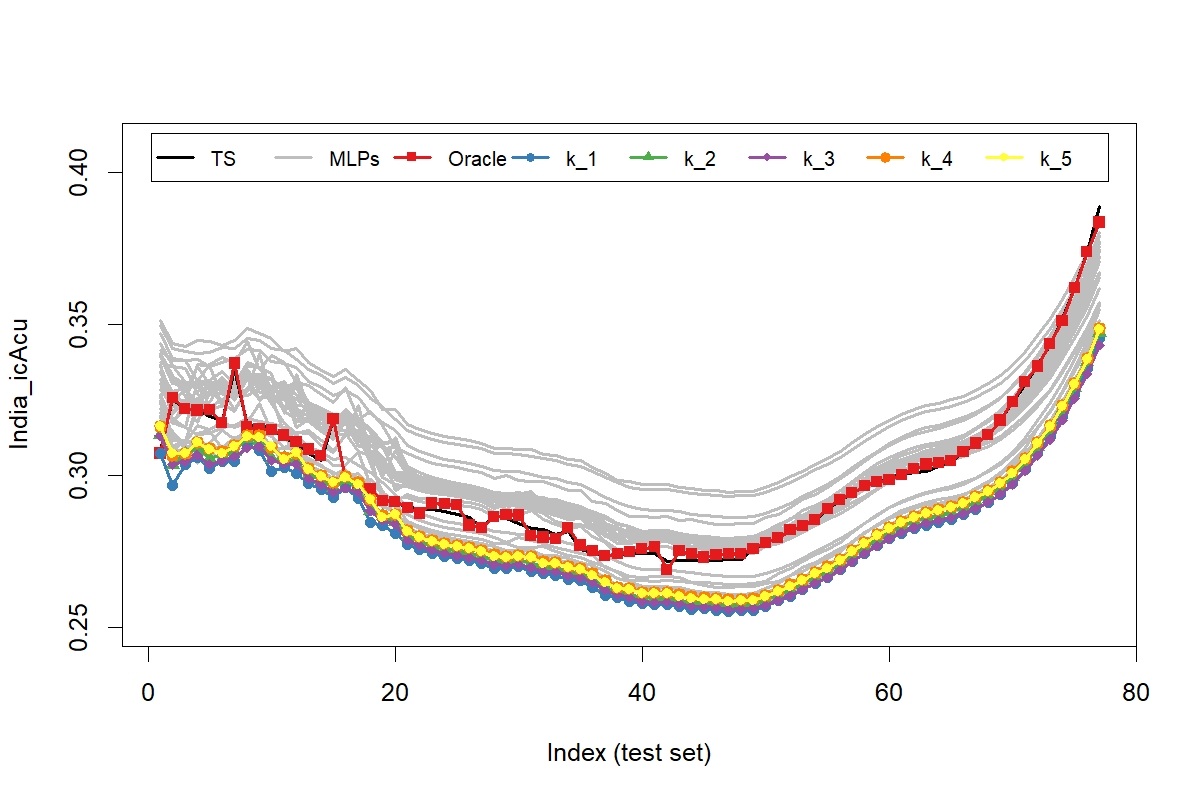 TS MLPs Oracle k_1 k_2 k_3 k_4 k_5
0.40
0.35
0.30
0.25
India_icAcu
0 20 40 60 80
Index (test set)